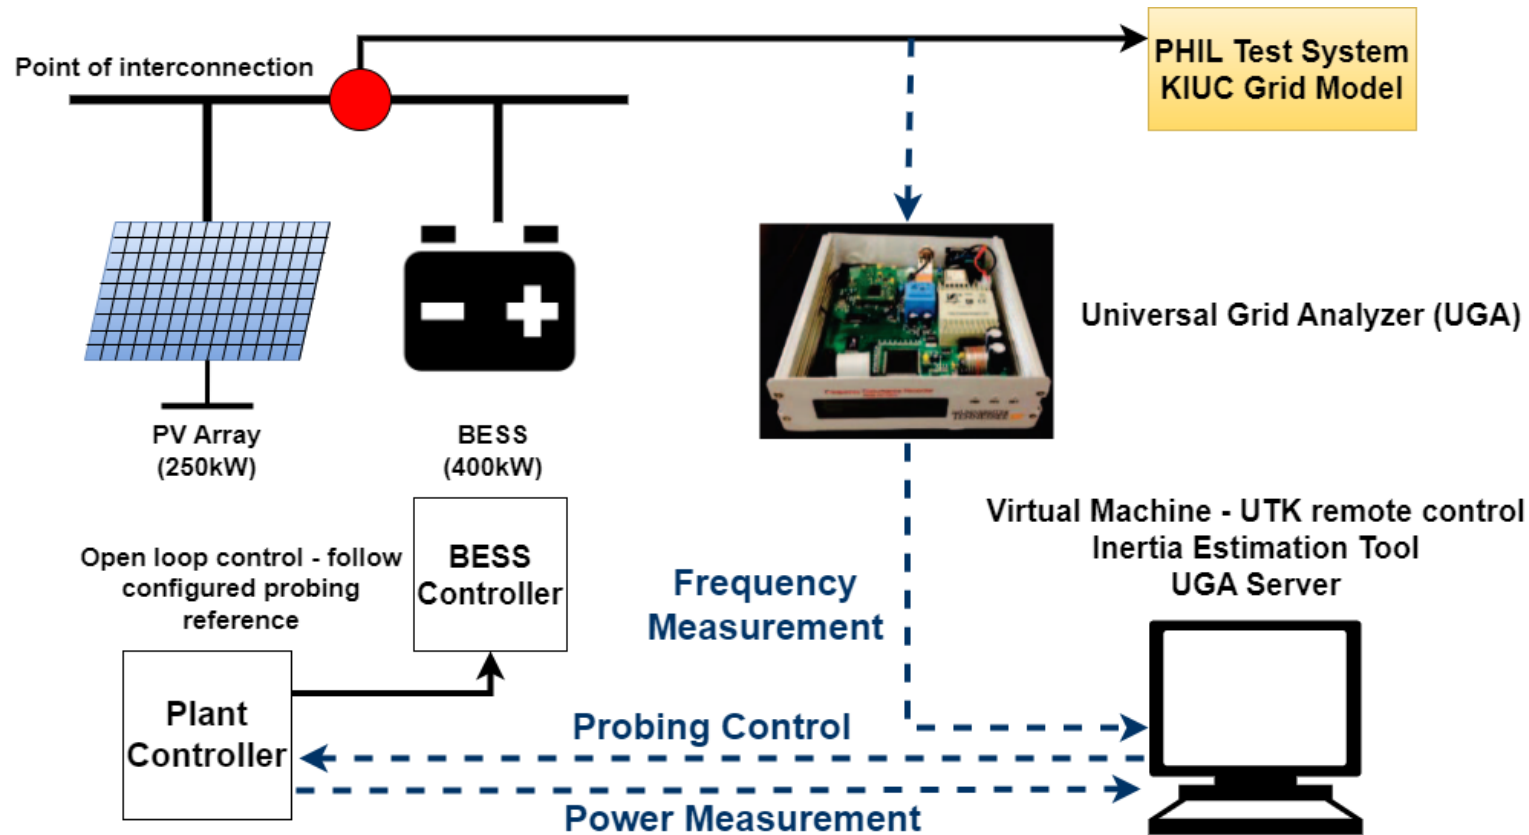 Point of interconnection
PHIL Test System
KIUC Grid Model
Universal Grid Analyzer (UGA)
PV Array
(250kW)
BESS
(400kW)
Open loop control - follow
configured probing
reference
BESS
Controller
Plant
Controller
Frequency
Measurement
Virtual Machine - UTK remote control
Inertia Estimation Tool
UGA Server
Probing Control
Power Measurement